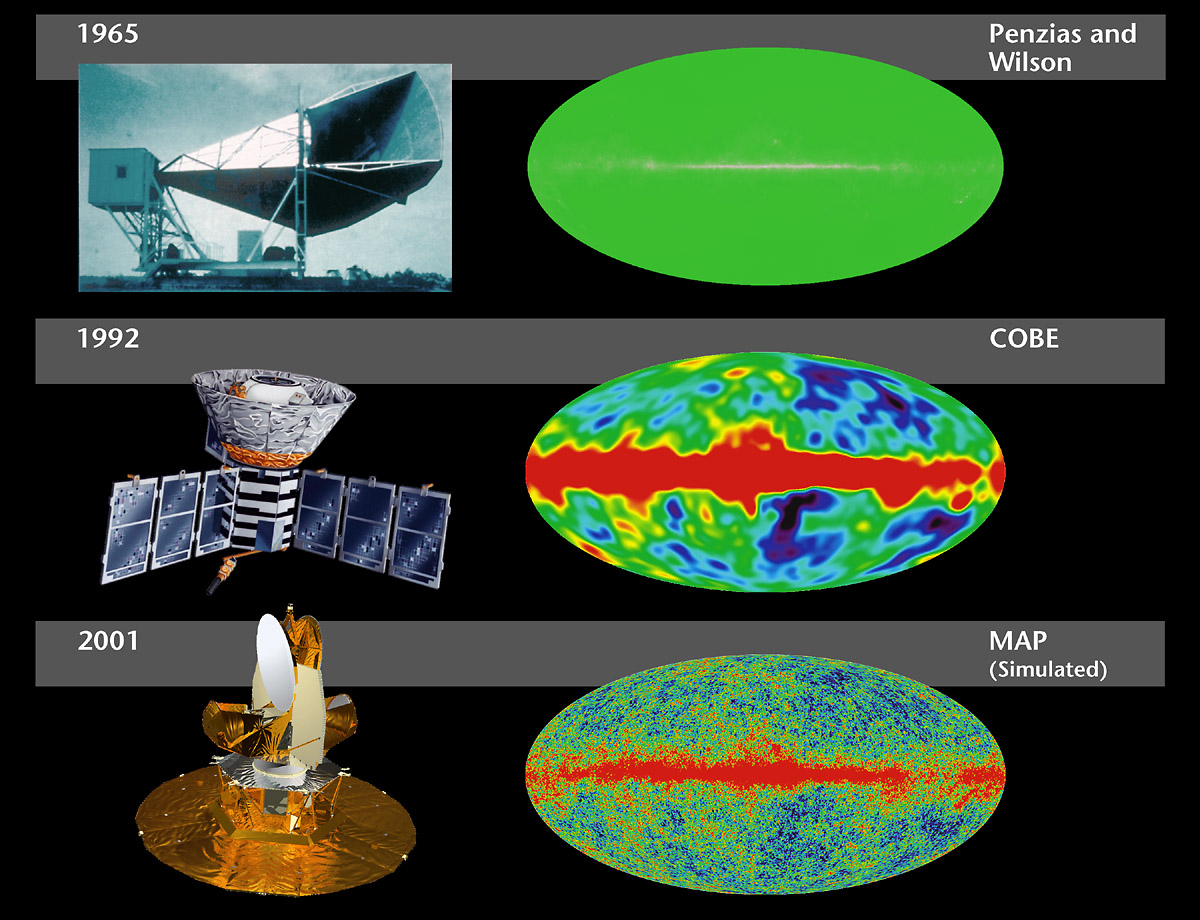 1965
Penzias and
Wilson
1992
COBE
2001
MAP
(Simulated)